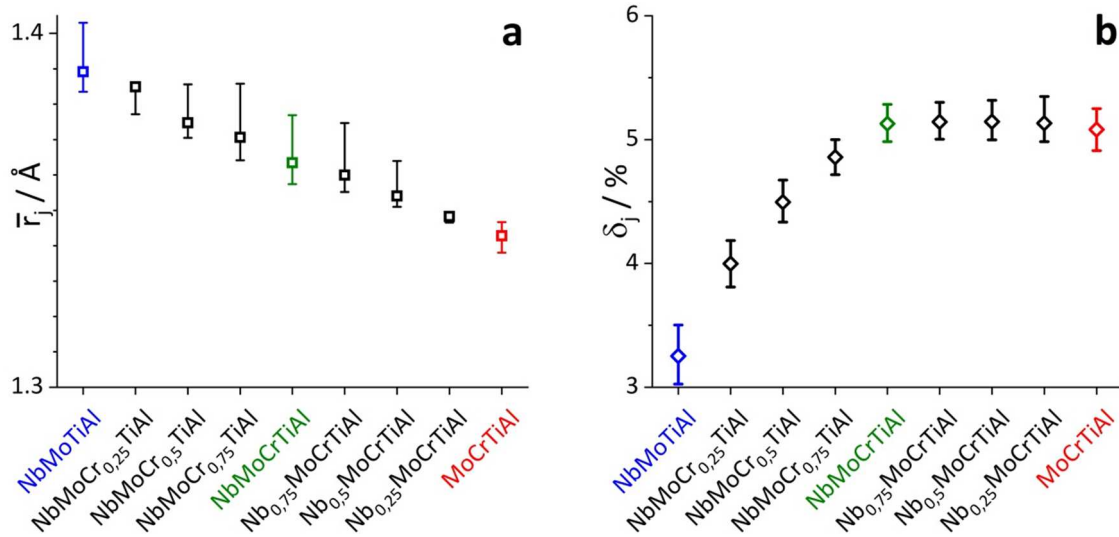 a
1.4
1.3
r̅j / Å
NbMoTiAl
NbMoCr0,25TiAl
NbMoCr0,5TiAl
NbMoCr0,75TiAl
NbMoCrTiAl
Nb0,75MoCrTiAl
Nb0,5MoCrTiAl
Nb0,25MoCrTiAl
MoCrTiAl
b
6
5
4
3
δj / %
NbMoTiAl
NbMoCr0,25TiAl
NbMoCr0,5TiAl
NbMoCr0,75TiAl
NbMoCrTiAl
Nb0,75MoCrTiAl
Nb0,5MoCrTiAl
Nb0,25MoCrTiAl
MoCrTiAl